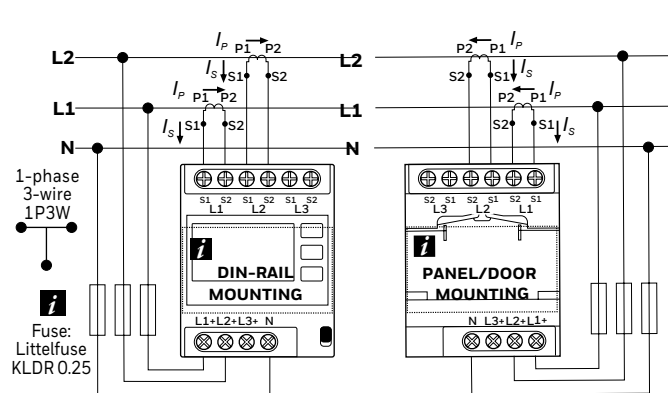 I_P P1 P2
L2 I_S S1 S2 L2
I_P P1 P2
L1 L1
I_S S1 S2
N N
P2 P1 I_P
S2 S1 I_S
P2 P1 I_P
S2 S1 I_S
1-phase
3-wire
1P3W
i
Fuse:
Littelfuse
KLDR 0.25
S1 S2 S1 S2 S1 S2
L1 L2 L3
i
DIN-RAIL
MOUNTING
L1+ L2+ L3+ N
S2 S1 S2 S1 S2 S1
L3 L2 L1
i
PANEL/DOOR
MOUNTING
N L3+ L2+ L1+